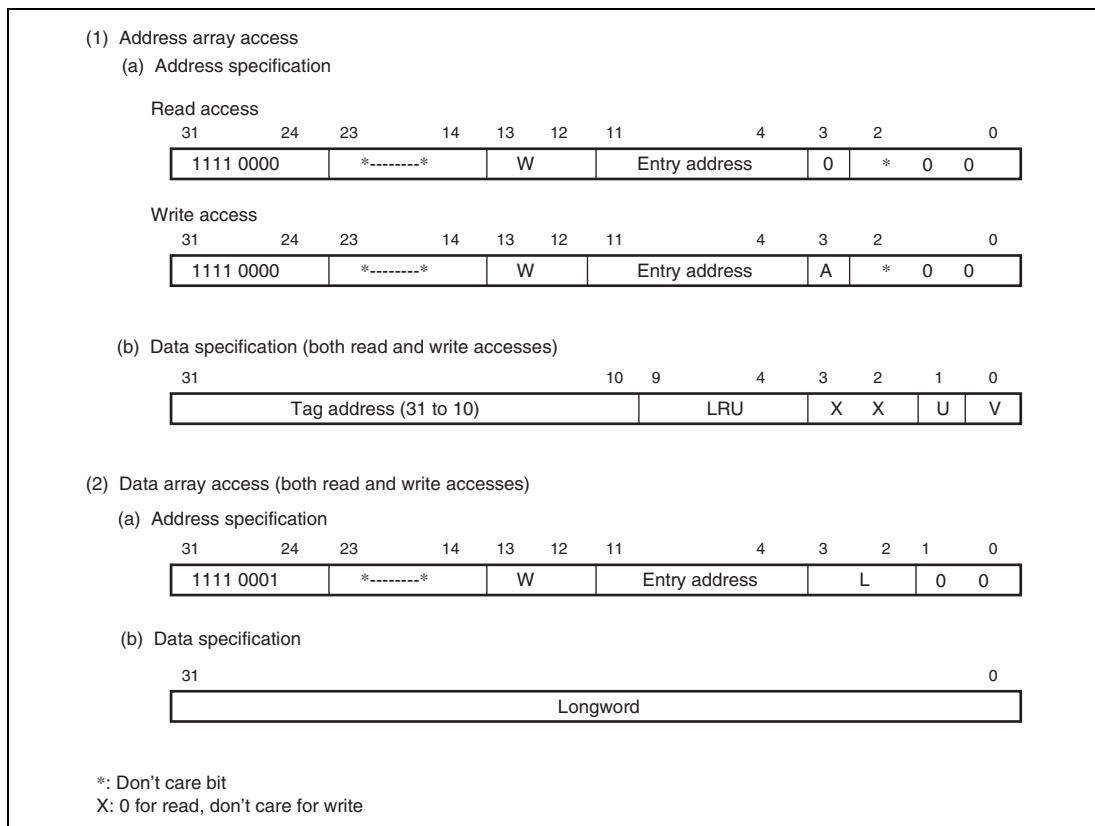 (1) Address array access
(a) Address specification
Read access
31 24 23 14 13 12 11 4 3 2 0
1111 0000 *--------* W Entry address 0 * 0 0
Write access
31 24 23 14 13 12 11 4 3 2 0
1111 0000 *--------* W Entry address A * 0 0
(b) Data specification (both read and write accesses)
31 10 9 4 3 2 1 0
Tag address (31 to 10) LRU X X U V
(2) Data array access (both read and write accesses)
(a) Address specification
31 24 23 14 13 12 11 4 3 2 1 0
1111 0001 *--------* W Entry address L 0 0
(b) Data specification
31 0
Longword
*: Don't care bit
X: 0 for read, don't care for write